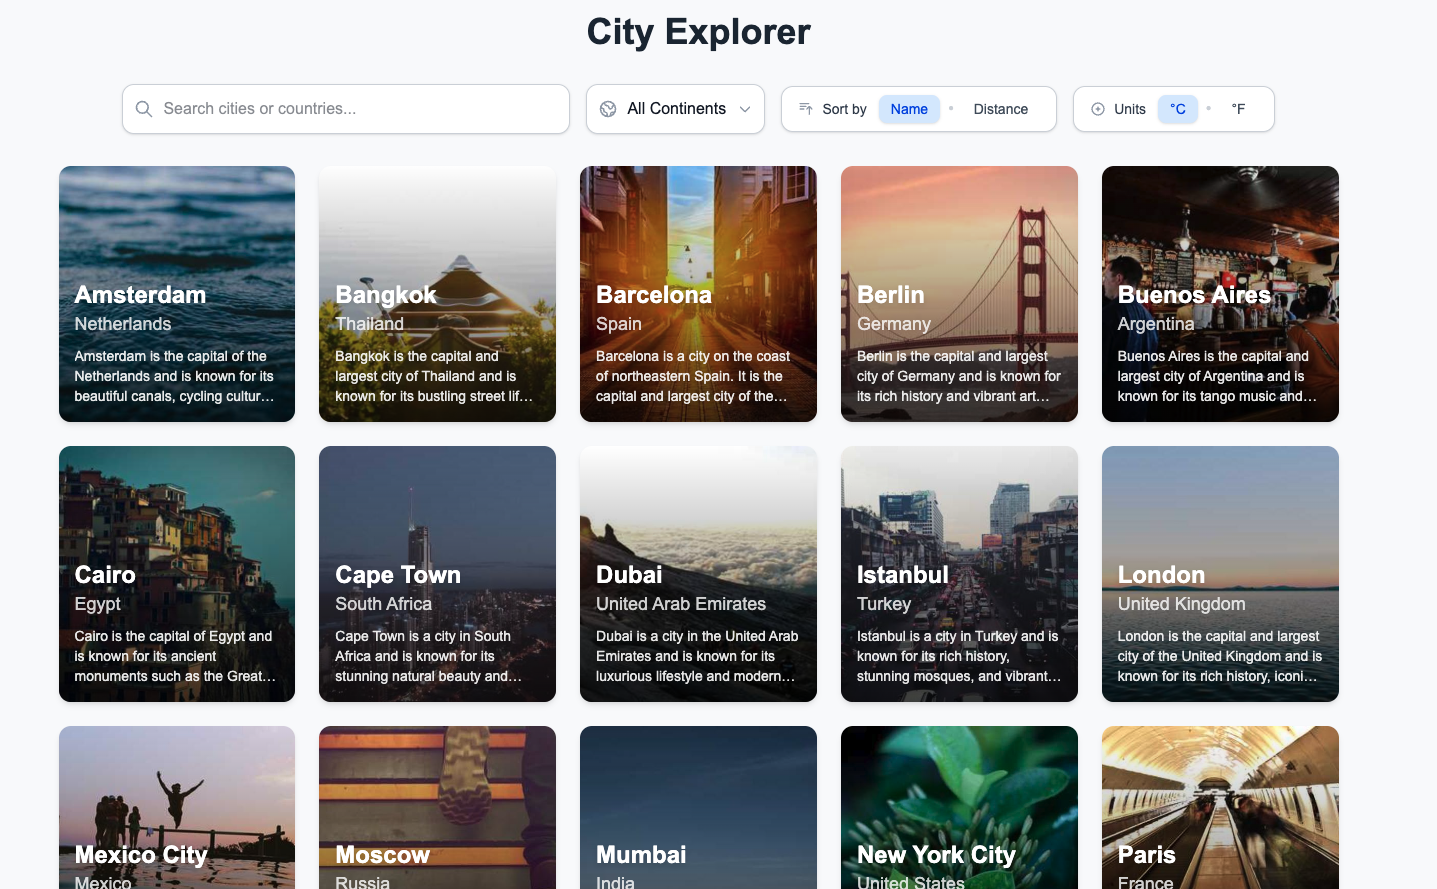 City Explorer
Search cities or countries...
All Continents
Sort by Name • Distance
Units °C • °F
Amsterdam
Netherlands
Amsterdam is the capital of the
Netherlands and is known for its
beautiful canals, cycling cultur...
Bangkok
Thailand
Bangkok is the capital and
largest city of Thailand and is
known for its bustling street lif...
Barcelona
Spain
Barcelona is a city on the coast
of northeastern Spain. It is the
capital and largest city of the...
Berlin
Germany
Berlin is the capital and largest
city of Germany and is known for
its rich history and vibrant art...
Buenos Aires
Argentina
Buenos Aires is the capital and
largest city of Argentina and is
known for its tango music and...
Cairo
Egypt
Cairo is the capital of Egypt and
is known for its ancient
monuments such as the Great...
Cape Town
South Africa
Cape Town is a city in South
Africa and is known for its
stunning natural beauty and...
Dubai
United Arab Emirates
Dubai is a city in the United Arab
Emirates and is known for its
luxurious lifestyle and modern...
Istanbul
Turkey
Istanbul is a city in Turkey and is
known for its rich history,
stunning mosques, and vibrant...
London
United Kingdom
London is the capital and largest
city of the United Kingdom and is
known for its rich history, iconi...
Mexico City
Mexico
Moscow
Russia
Mumbai
India
New York City
United States
Paris
France